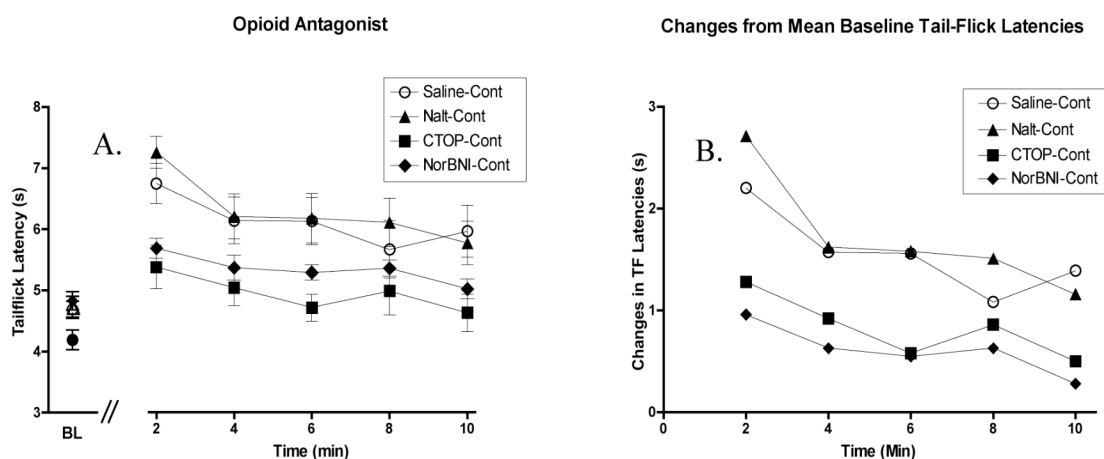 Opioid Antagonist
Saline-Cont
Nalt-Cont
CTOP-Cont
NorBNI-Cont
A.
8
7
6
5
4
3
Tailflick Latency (s)
BL
//
2 4 6 8 10
Time (min)
Changes from Mean Baseline Tail-Flick Latencies
Saline-Cont
Nalt-Cont
CTOP-Cont
NorBNI-Cont
B.
3
2
1
0
Changes in TF Latencies (s)
0 2 4 6 8 10
Time (Min)